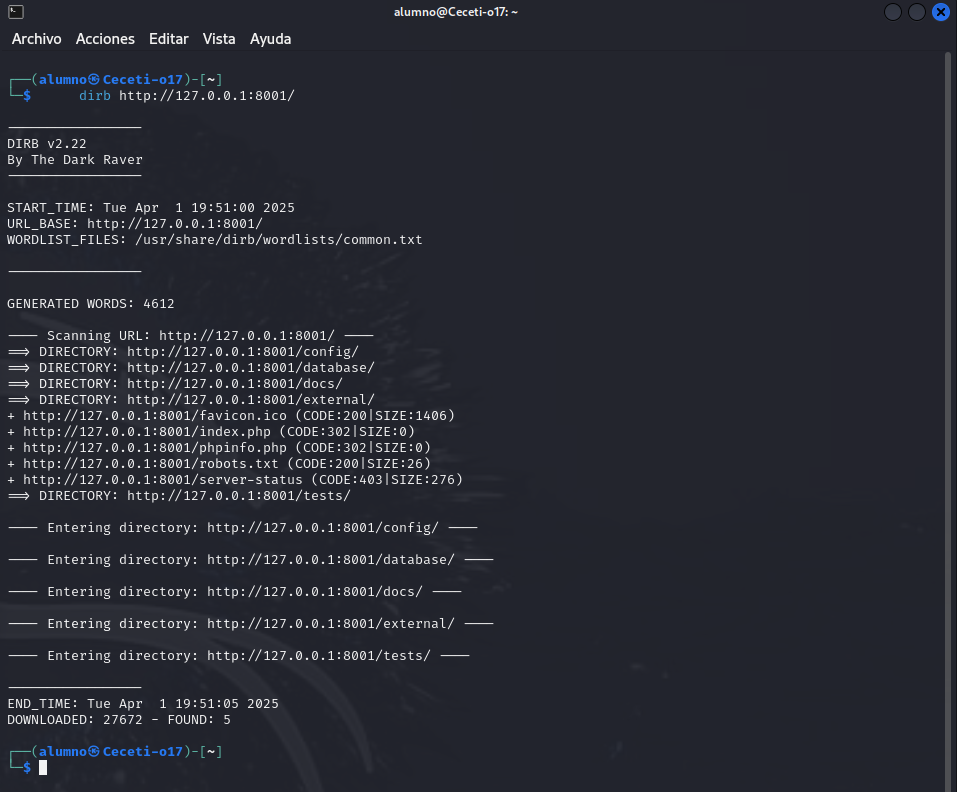 alumno@Ceceti-o17: ~
Archivo Acciones Editar Vista Ayuda
┌──(alumno㉿Ceceti-o17)-[~]
└─$ dirb http://127.0.0.1:8001/
-----------------
DIRB v2.22
By The Dark Raver
-----------------
START_TIME: Tue Apr  1 19:51:00 2025
URL_BASE: http://127.0.0.1:8001/
WORDLIST_FILES: /usr/share/dirb/wordlists/common.txt
-----------------
GENERATED WORDS: 4612
---- Scanning URL: http://127.0.0.1:8001/ ----
==> DIRECTORY: http://127.0.0.1:8001/config/
==> DIRECTORY: http://127.0.0.1:8001/database/
==> DIRECTORY: http://127.0.0.1:8001/docs/
==> DIRECTORY: http://127.0.0.1:8001/external/
+ http://127.0.0.1:8001/favicon.ico (CODE:200|SIZE:1406)
+ http://127.0.0.1:8001/index.php (CODE:302|SIZE:0)
+ http://127.0.0.1:8001/phpinfo.php (CODE:302|SIZE:0)
+ http://127.0.0.1:8001/robots.txt (CODE:200|SIZE:26)
+ http://127.0.0.1:8001/server-status (CODE:403|SIZE:276)
==> DIRECTORY: http://127.0.0.1:8001/tests/
---- Entering directory: http://127.0.0.1:8001/config/ ----
---- Entering directory: http://127.0.0.1:8001/database/ ----
---- Entering directory: http://127.0.0.1:8001/docs/ ----
---- Entering directory: http://127.0.0.1:8001/external/ ----
---- Entering directory: http://127.0.0.1:8001/tests/ ----
-----------------
END_TIME: Tue Apr  1 19:51:05 2025
DOWNLOADED: 27672 - FOUND: 5
┌──(alumno㉿Ceceti-o17)-[~]
└─$